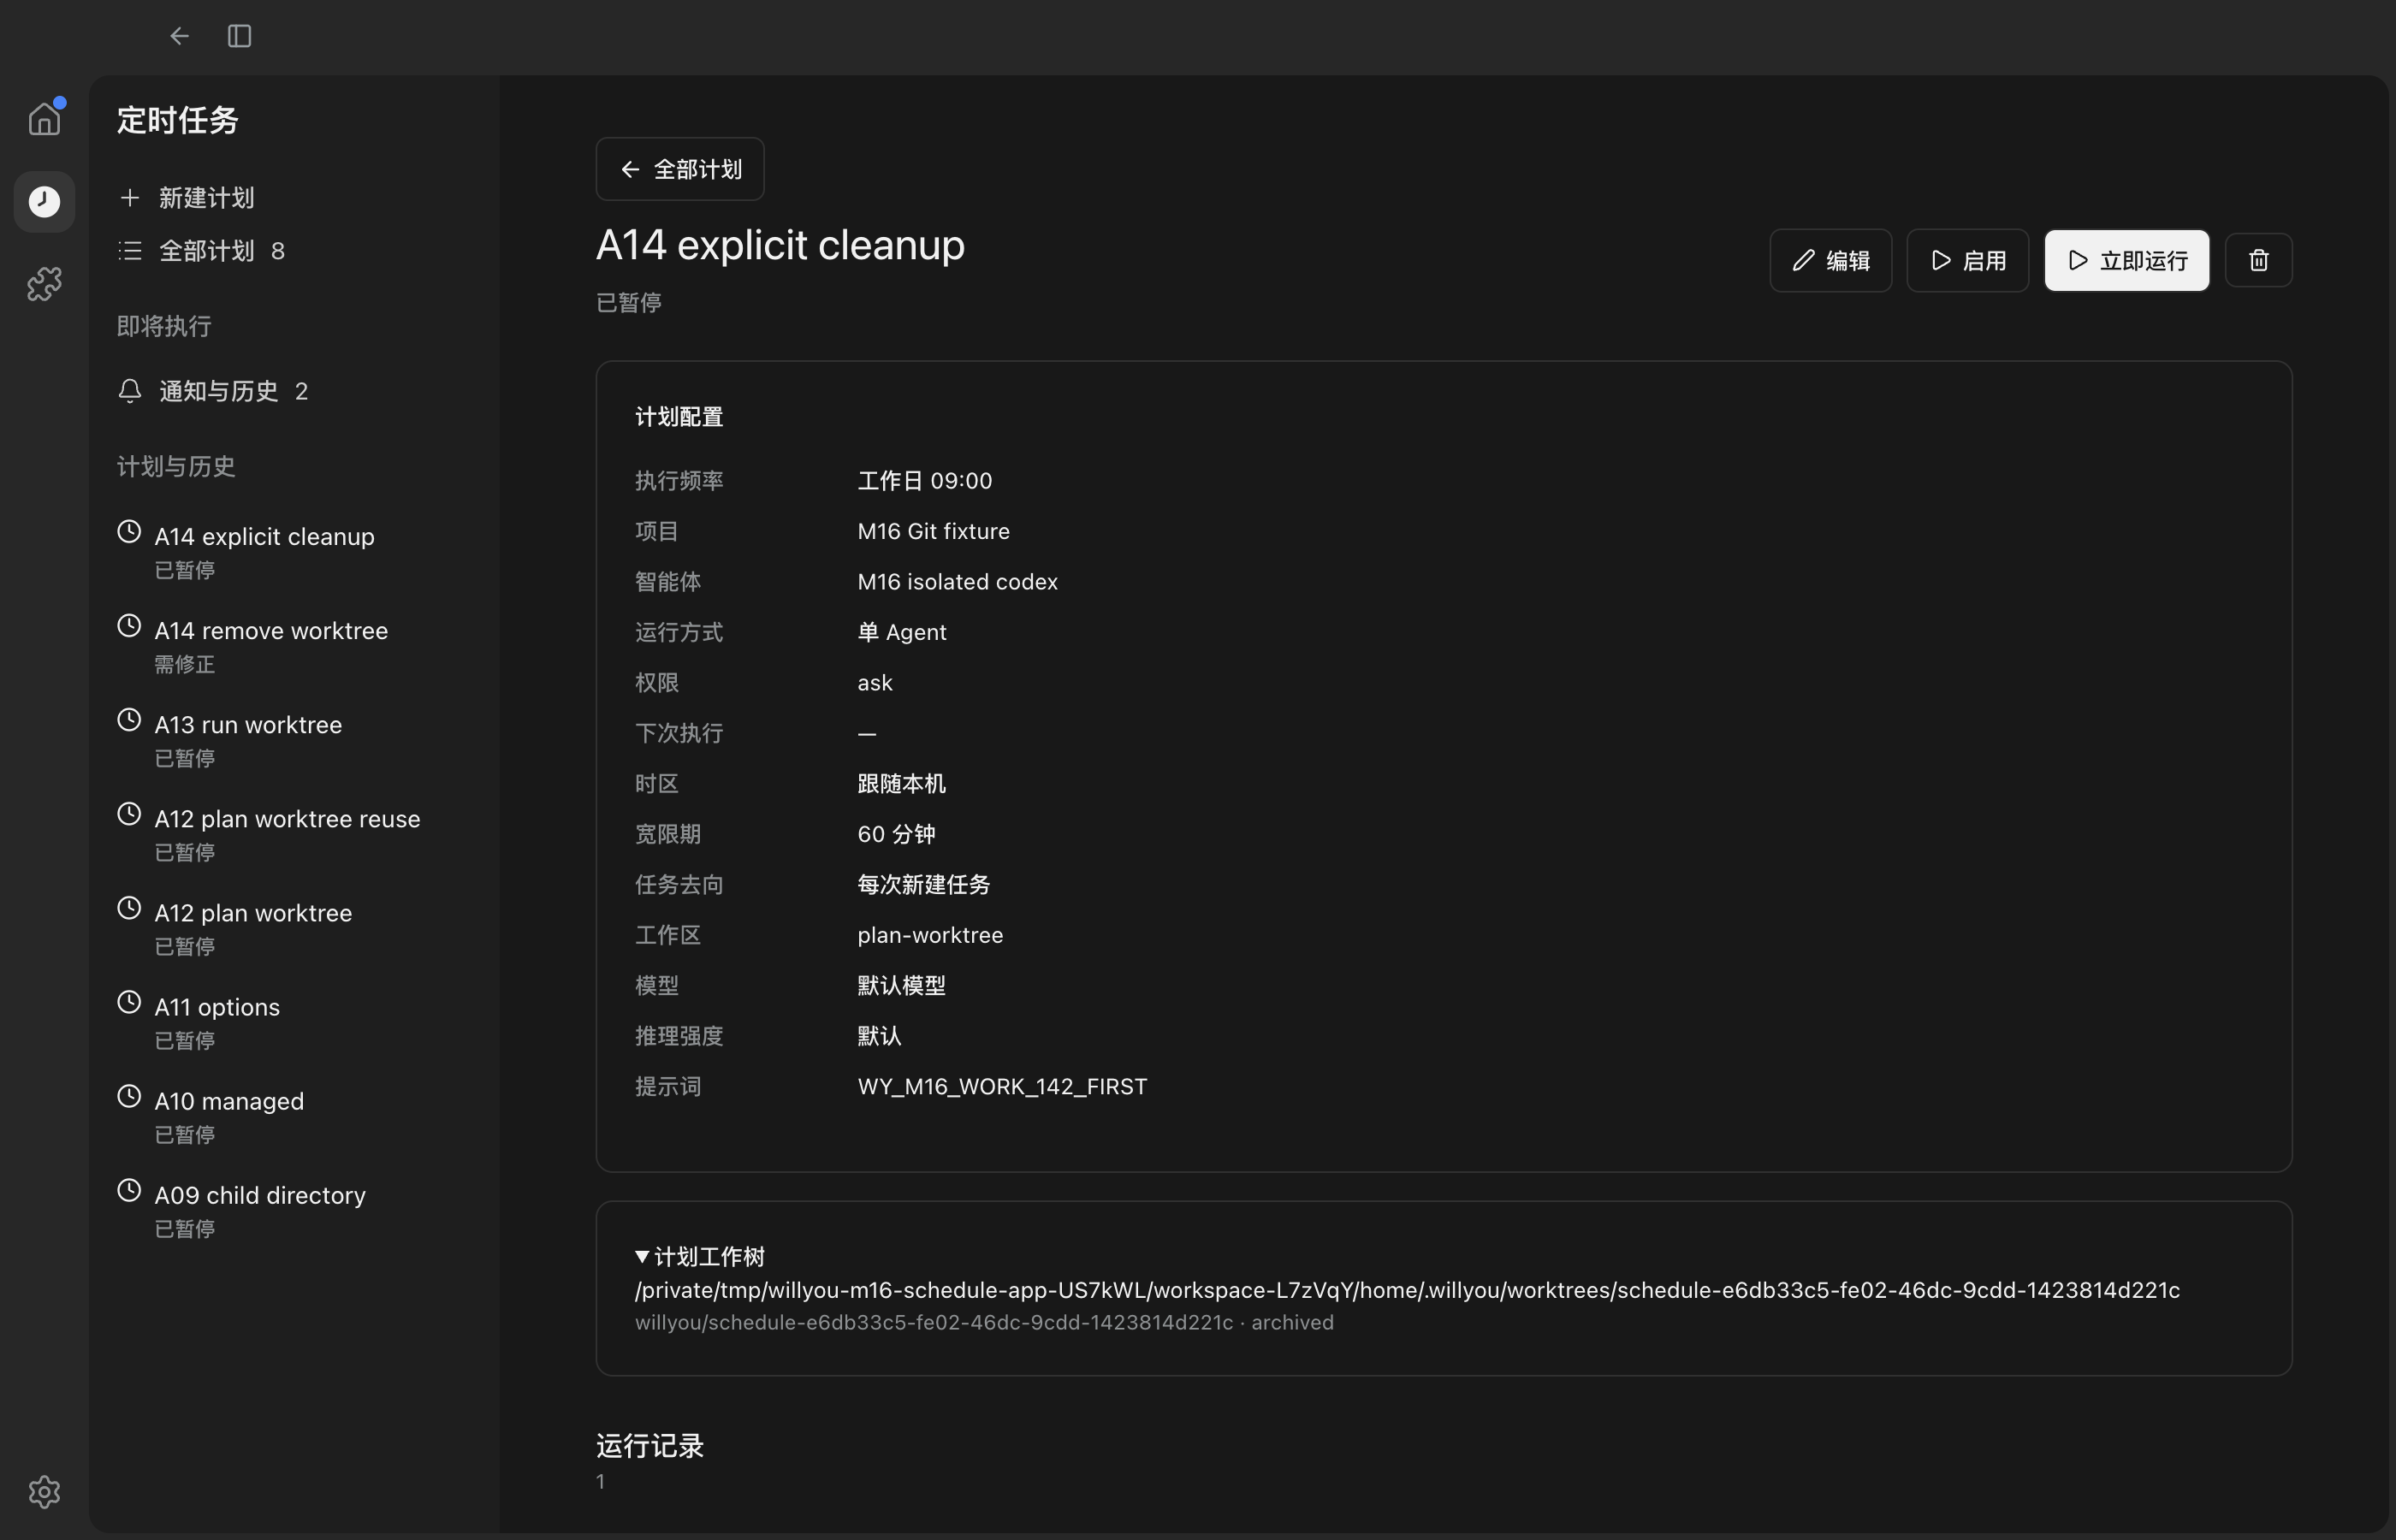 定时任务
新建计划
全部计划 8
即将执行
通知与历史 2
计划与历史
A14 explicit cleanup
已暂停
A14 remove worktree
需修正
A13 run worktree
已暂停
A12 plan worktree reuse
已暂停
A12 plan worktree
已暂停
A11 options
已暂停
A10 managed
已暂停
A09 child directory
已暂停
全部计划
A14 explicit cleanup
已暂停
编辑 启用 立即运行
计划配置
执行频率 工作日 09:00
项目 M16 Git fixture
智能体 M16 isolated codex
运行方式 单 Agent
权限 ask
下次执行 —
时区 跟随本机
宽限期 60 分钟
任务去向 每次新建任务
工作区 plan-worktree
模型 默认模型
推理强度 默认
提示词 WY_M16_WORK_142_FIRST
计划工作树
/private/tmp/willyou-m16-schedule-app-US7kWL/workspace-L7zVqY/home/.willyou/worktrees/schedule-e6db33c5-fe02-46dc-9cdd-1423814d221c
willyou/schedule-e6db33c5-fe02-46dc-9cdd-1423814d221c · archived
运行记录
1